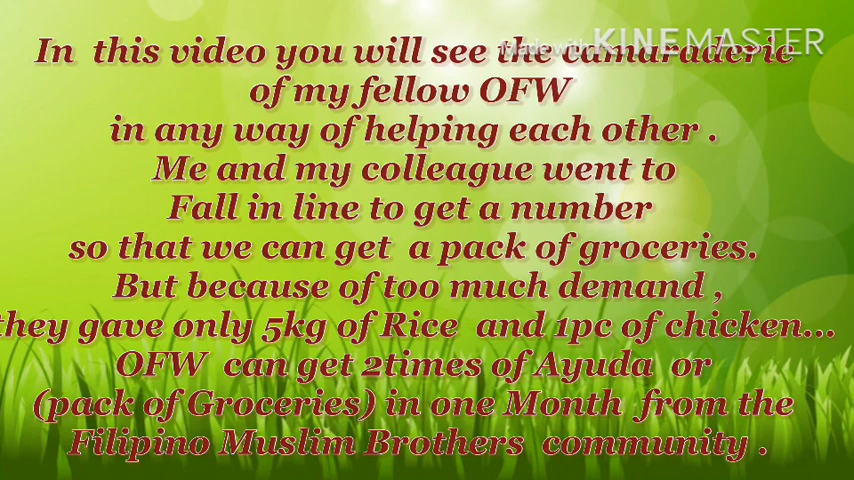 Made with KINEMASTER
In this video you will see the camaraderie
of my fellow OFW
in any way of helping each other .
Me and my colleague went to
Fall in line to get a number
so that we can get a pack of groceries.
But because of too much demand ,
they gave only 5kg of Rice and 1pc of chicken...
OFW can get 2times of Ayuda or
(pack of Groceries) in one Month from the
Filipino Muslim Brothers community .